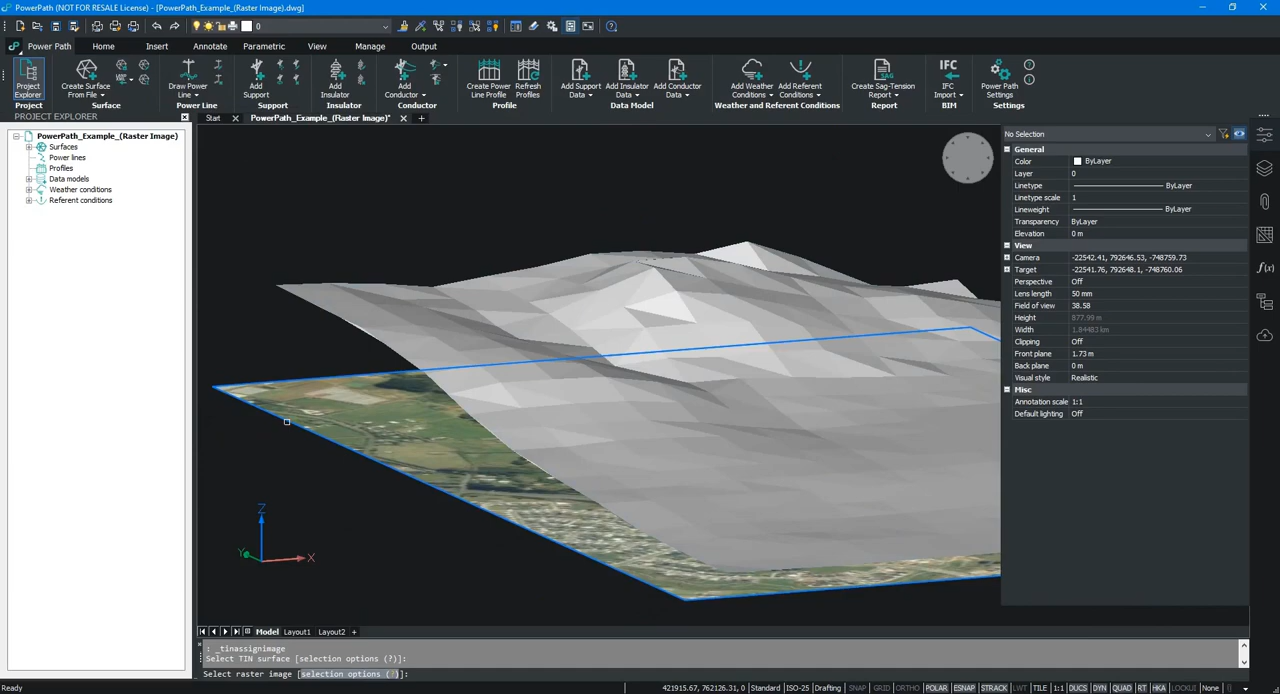 PowerPath (NOT FOR RESALE License) - [PowerPath_Example_(Raster Image).dwg]
0
Power Path Home Insert Annotate Parametric View Manage Output
Project Explorer
Create Surface From File
Draw Power Line
Add Support
Add Insulator
Add Conductor
Create Power Line Profile
Refresh Profiles
Add Support Data
Add Insulator Data
Add Conductor Data
Add Weather Conditions
Add Referent Conditions
SAG
Create Sag-Tension Report
IFC
IFC Import
Power Path Settings
Project Surface Power Line Support Insulator Conductor Profile Data Model Weather and Referent Conditions Report BIM Settings
PROJECT EXPLORER
Start PowerPath_Example_(Raster Image)*
PowerPath_Example_(Raster Image)
Surfaces
Power lines
Profiles
Data models
Weather conditions
Referent conditions
No Selection
General
Color ByLayer
Layer 0
Linetype ByLayer
Linetype scale 1
Lineweight ByLayer
Transparency ByLayer
Elevation 0 m
View
Camera -22542.41, 792646.53, -748759.73
Target -22541.76, 792648.1, -748760.06
Perspective Off
Lens length 50 mm
Field of view 38.58
Height 877.99 m
Width 1.84483 km
Clipping Off
Front plane 1.73 m
Back plane 0 m
Visual style Realistic
Misc
Annotation scale 1:1
Default lighting Off
f(x)
Z
Y
X
Model Layout1 Layout2 +
: _tinassignimage
Select TIN surface [selection options (?)]:
Select raster image [selection options (?)]:
Ready 421915.67, 762126.31, 0 Standard ISO-25 Drafting SNAP GRID ORTHO POLAR ESNAP STRACK LWT TILE 1:1 DUCS DYN QUAD RT HKA LOCKUI None